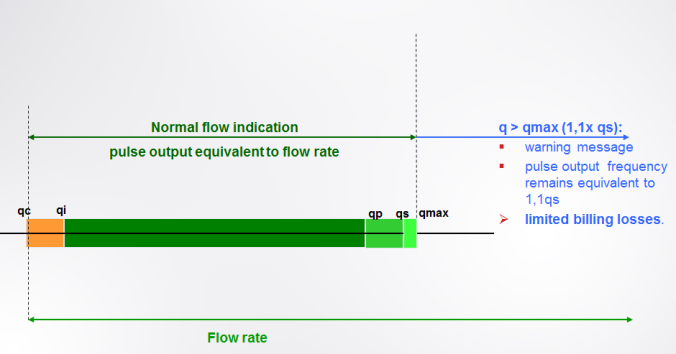 Normal flow indication
pulse output equivalent to flow rate
q > qmax (1,1x qs):
▪ warning message
▪ pulse output frequency
remains equivalent to
1,1qs
➢ limited billing losses.
qc qi qp qs qmax
Flow rate